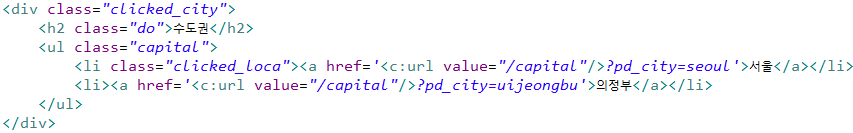 <div class="clicked_city">
<h2 class="do">수도권</h2>
<ul class="capital">
<li class="clicked_loca"><a href='<c:url value="/capital"/>?pd_city=seoul'>서울</a></li>
<li><a href='<c:url value="/capital"/>?pd_city=uijeongbu'>의정부</a></li>
</ul>
</div>